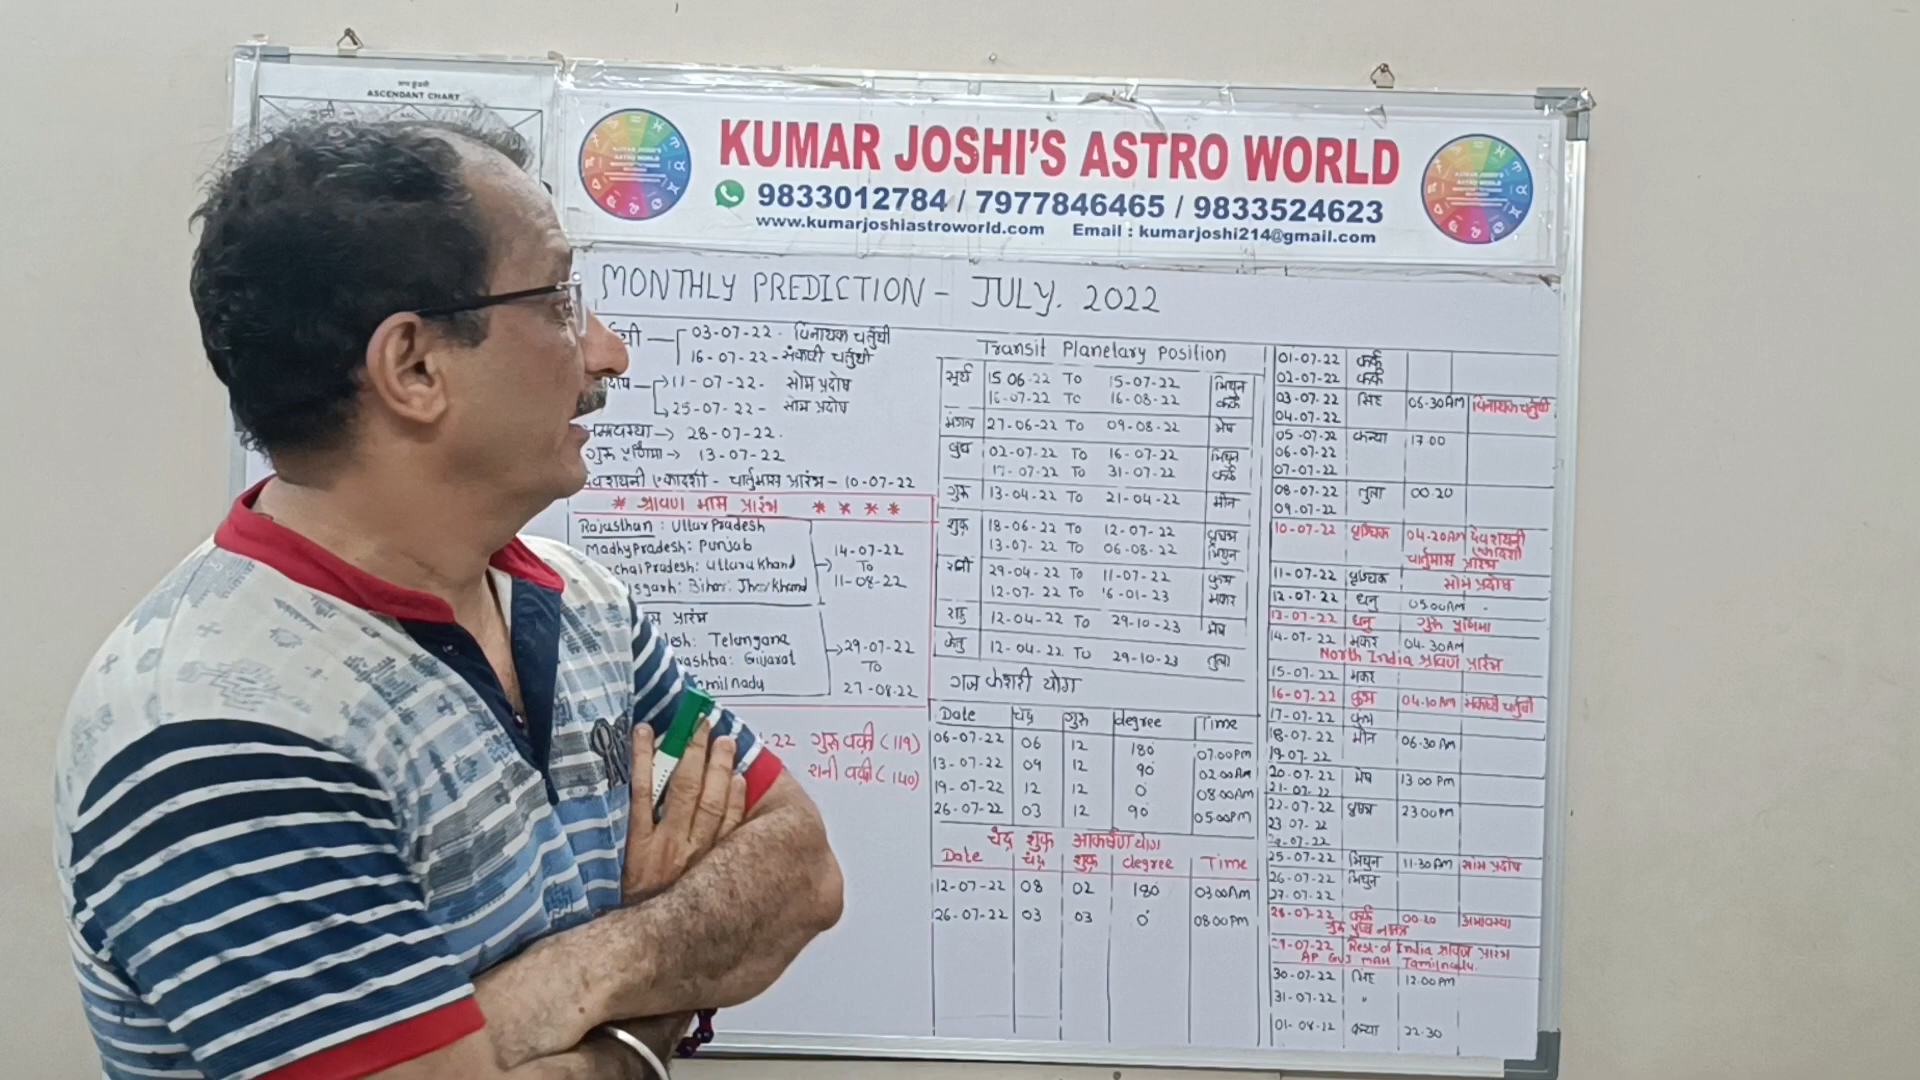 ASCENDANT CHART
KUMAR JOSHI'S ASTRO WORLD
9833012784 / 7977846465 / 9833524623
www.kumarjoshiastroworld.com Email : kumarjoshi214@gmail.com
MONTHLY PREDICTION - JULY. 2022
03-07-22 - विनायक चर्तुथी
16-07-22 - संकष्टी चर्तुथी
11-07-22 - सोम प्रदोष
25-07-22 - सोम प्रदोष
28-07-22.
गुरू पूर्णिमा → 13-07-22
एकादशी - चार्तुमास प्रारंभ - 10-07-22
* श्रावण मास प्रारंभ * * * *
Rajasthan : Uttar Pradesh
Madhy Pradesh : Punjab
Pradesh : Uttarakhand
Bihar : Jharkhand
14-07-22
To
11-08-22
प्रारंभ
Telangana
Gujarat
Tamilnadu
29-07-22
TO
27-08-22
गुरू वक्री (119)
शनी वक्री (140)
Transit Planetary Position
सूर्य 15 06-22 To 15-07-22 मिथुन
16-07-22 To 16-08-22 कर्क
मंगल 27-06-22 To 09-08-22 मेष
बुध 02-07-22 To 16-07-22 मिथुन
17-07-22 To 31-07-22 कर्क
गुरू 13-04-22 To 21-04-22 मीन
शुक्र 18-06-22 To 12-07-22 वृषभ
13-07-22 To 06-08-22 मिथुन
शनी 29-04-22 To 11-07-22 कुंभ
12-07-22 To 16-01-23 मकर
राहु 12-04-22 To 29-10-23 मेष
केतु 12-04-22 To 29-10-23 तुला
गज केशरी योग
Date चंद्र गुरू degree Time
06-07-22 06 12 180 07.00PM
13-07-22 09 12 90 02.00AM
19-07-22 12 12 0 08.00AM
26-07-22 03 12 90 05.00PM
चंद्र शुक्र आकर्षण योग
Date चंद्र शुक्र degree Time
12-07-22 08 02 180 03.00AM
26-07-22 03 03 0 08.00PM
01-07-22 कर्क
02-07-22 कर्क
03-07-22 सिंह 06.30AM विनायक चर्तुथी
04-07-22
05-07-22 कन्या 17.00
06-07-22
07-07-22
08-07-22 तुला 00.20
09-07-22
10-07-22 वृश्चिक 04.20AM देवशयनी एकादशी
चार्तुमास प्रारंभ
11-07-22 वृश्चिक सोम प्रदोष
12-07-22 धनु 05.00AM
13-07-22 धनु गुरू पूर्णिमा
14-07-22 मकर 04.30AM
North India श्रावण प्रारंभ
15-07-22 मकर
16-07-22 कुंभ 04.10AM संकष्टी चर्तुथी
17-07-22 कुंभ
18-07-22 मीन 06.30AM
19-07-22
20-07-22 मेष 13.00 PM
21-07-22
22-07-22 वृषभ 23.00PM
23-07-22
25-07-22 मिथुन 11.30AM सोम प्रदोष
26-07-22 मिथुन
27-07-22
28-07-22 कर्क 00.20 अमावस्या
गुरू पुष्य नक्षत्र
29-07-22 Rest-of India श्रावण प्रारंभ
AP GUJ MAH Tamilnadu.
30-07-22 सिंह 12.00PM
31-07-22 "
कन्या 22.30